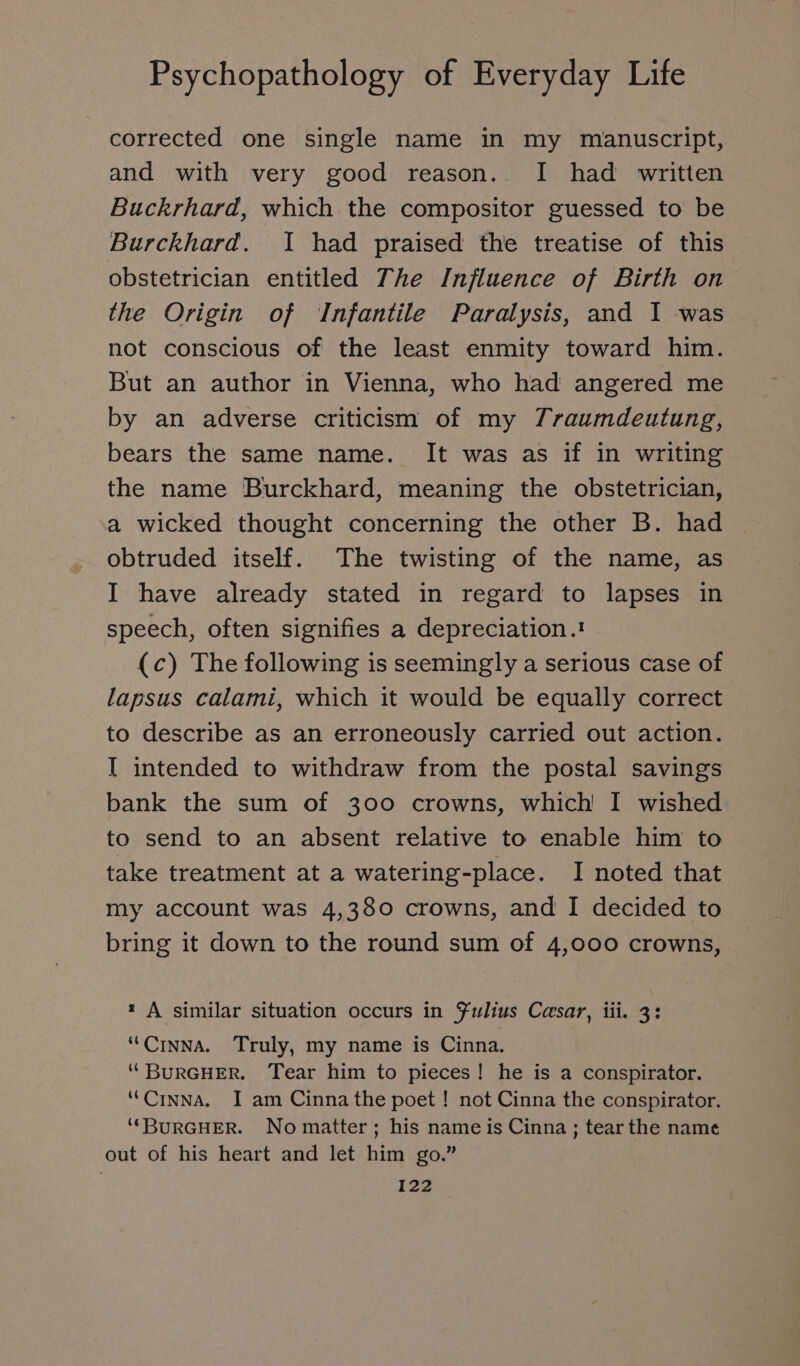 Psychopathology of Everyday Life
corrected one single name in my manuscript,
and with very good reason. I had written
Buckrhard, which the compositor guessed to be
Burckhard. I had praised the treatise of this
obstetrician entitled The Influence of Birth on
the Origin of Infantile Paralysis, and I was
not conscious of the least enmity toward him.
But an author in Vienna, who had angered me
by an adverse criticism of my Traumdeutung,
bears the same name. It was as if in writing
the name Burckhard, meaning the obstetrician,
a wicked thought concerning the other B. had
obtruded itself. The twisting of the name, as
I have already stated in regard to lapses in
speech, often signifies a depreciation.¹
(c) The following is seemingly a serious case of
lapsus calami, which it would be equally correct
to describe as an erroneously carried out action.
I intended to withdraw from the postal savings
bank the sum of 300 crowns, which I wished
to send to an absent relative to enable him to
take treatment at a watering-place. I noted that
my account was 4,380 crowns, and I decided to
bring it down to the round sum of 4,000 crowns,
¹ A similar situation occurs in Julius Cæsar, iii. 3:
"CINNA. Truly, my name is Cinna.
"BURGHER. Tear him to pieces! he is a conspirator.
"CINNA. I am Cinna the poet! not Cinna the conspirator.
"BURGHER. No matter; his name is Cinna; tear the name
out of his heart and let him go."
122